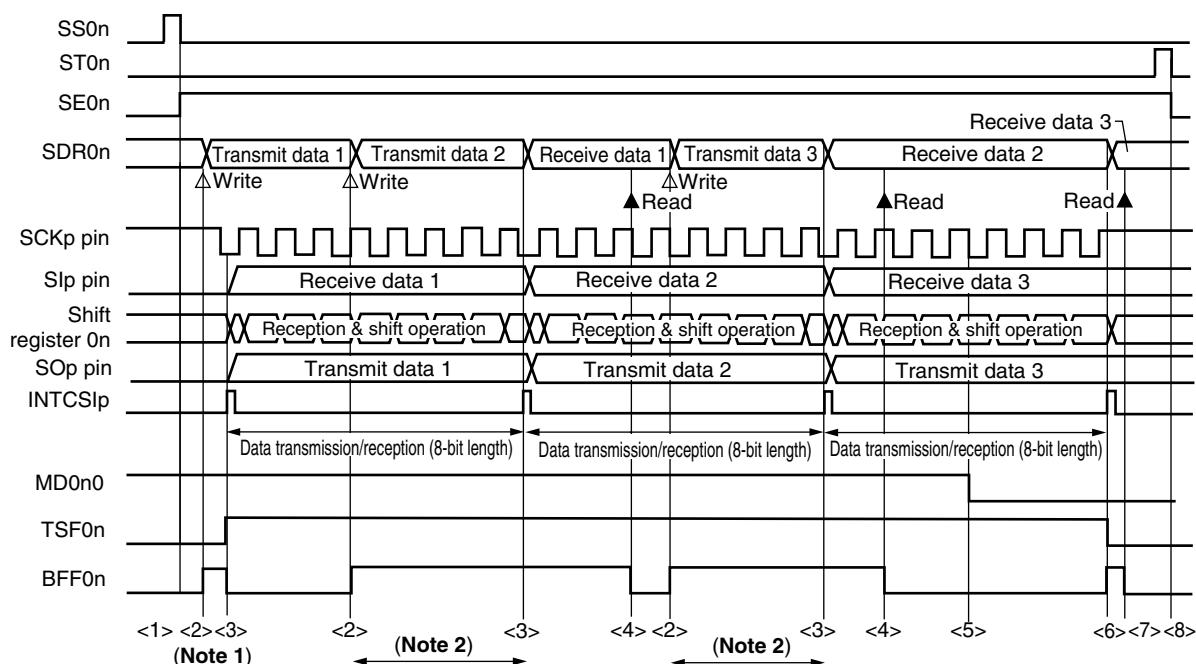 SS0n
ST0n
SE0n
Receive data 3
SDR0n
Transmit data 1
Transmit data 2
Receive data 1
Transmit data 3
Receive data 2
Write
Write
Read
Write
Read
Read
SCKp pin
SIp pin
Receive data 1
Receive data 2
Receive data 3
Shift
register 0n
Reception & shift operation
Reception & shift operation
Reception & shift operation
SOp pin
Transmit data 1
Transmit data 2
Transmit data 3
INTCSIp
Data transmission/reception (8-bit length)
Data transmission/reception (8-bit length)
Data transmission/reception (8-bit length)
MD0n0
TSF0n
BFF0n
<1> <2> <3> <2> <3> <4> <2> <3> <4> <5> <6> <7> <8>
(Note 1)
(Note 2)
(Note 2)